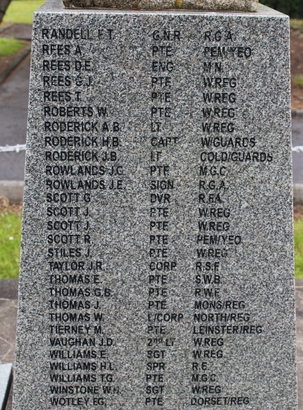 RANDELL F.T. G.N.R R.G.A.
REES A. PTE PEM/YEO
REES D.E. ENG M.N.
REES G.J. PTE W.REG
REES T. PTE W.REG
ROBERTS W. PTE W.REG
RODERICK A.B. LT W.REG
RODERICK H.B. CAPT W/GUARDS
RODERICK J.B. LT COLD/GUARDS
ROWLANDS J.C. PTE M.G.C.
ROWLANDS J.E. SIGN R.G.A.
SCOTT G. DVR R.F.A.
SCOTT J. PTE W.REG
SCOTT J. PTE W.REG
SCOTT R. PTE PEM/YEO
STILES J. PTE W.REG
TAYLOR J.R. CORP R.S.F.
THOMAS E. PTE S.W.B.
THOMAS G.B. PTE R.W.F.
THOMAS J. PTE MONS/REG
THOMAS W. L/CORP NORTH/REG
TIERNEY M. PTE LEINSTER/REG
VAUGHAN J.D. 2ND LT W.REG
WILLIAMS E. SGT W.REG
WILLIAMS H.L. SPR R.E.
WILLIAMS T.G. PTE M.G.C
WINSTONE W.H. SGT W.REG
WOTLEY F.G. PTE DORSET/REG